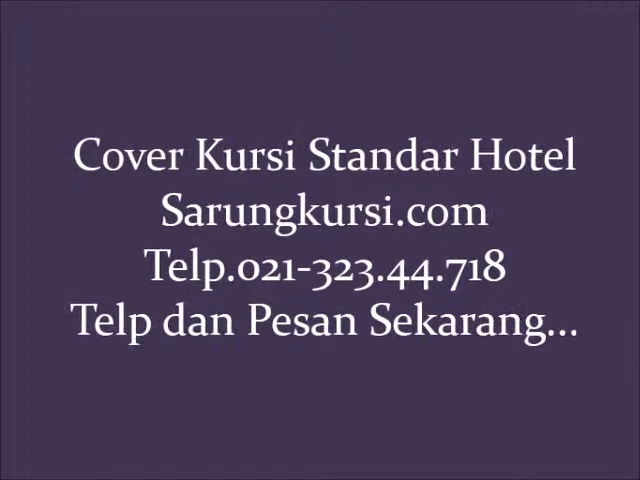 Cover Kursi Standar Hotel
Sarungkursi.com
Telp.021-323.44.718
Telp dan Pesan Sekarang...